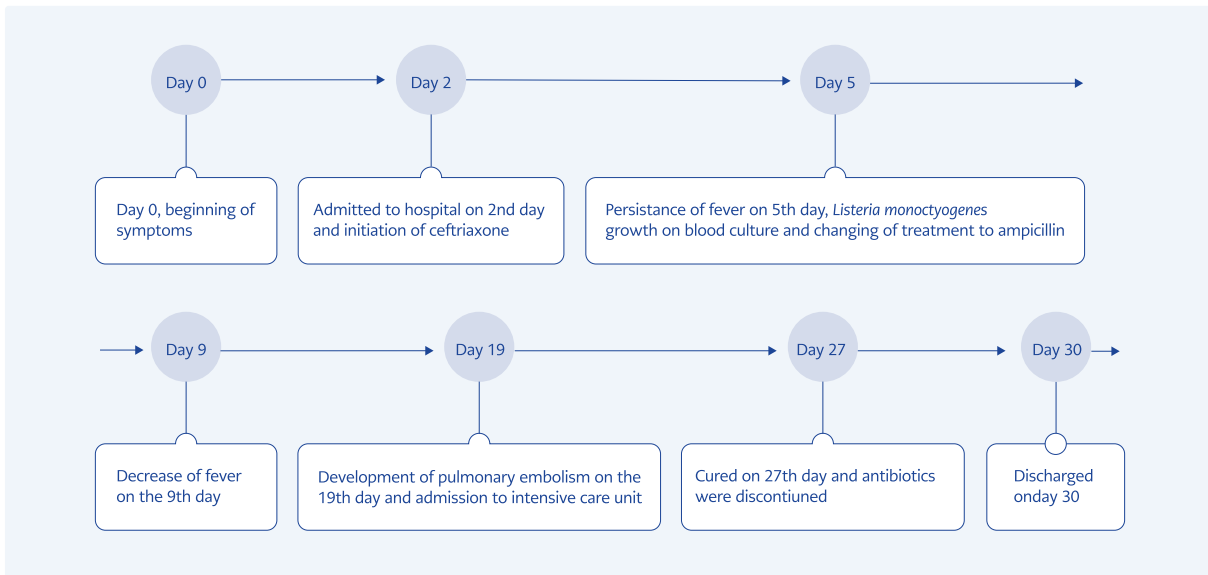 Day 0
Day 2
Day 5
Day 0, beginning of
symptoms
Admitted to hospital on 2nd day
and initiation of ceftriaxone
Persistance of fever on 5th day, Listeria monoctyogenes
growth on blood culture and changing of treatment to ampicillin
Day 9
Day 19
Day 27
Day 30
Decrease of fever
on the 9th day
Development of pulmonary embolism on the
19th day and admission to intensive care unit
Cured on 27th day and antibiotics
were discontiuned
Discharged
onday 30